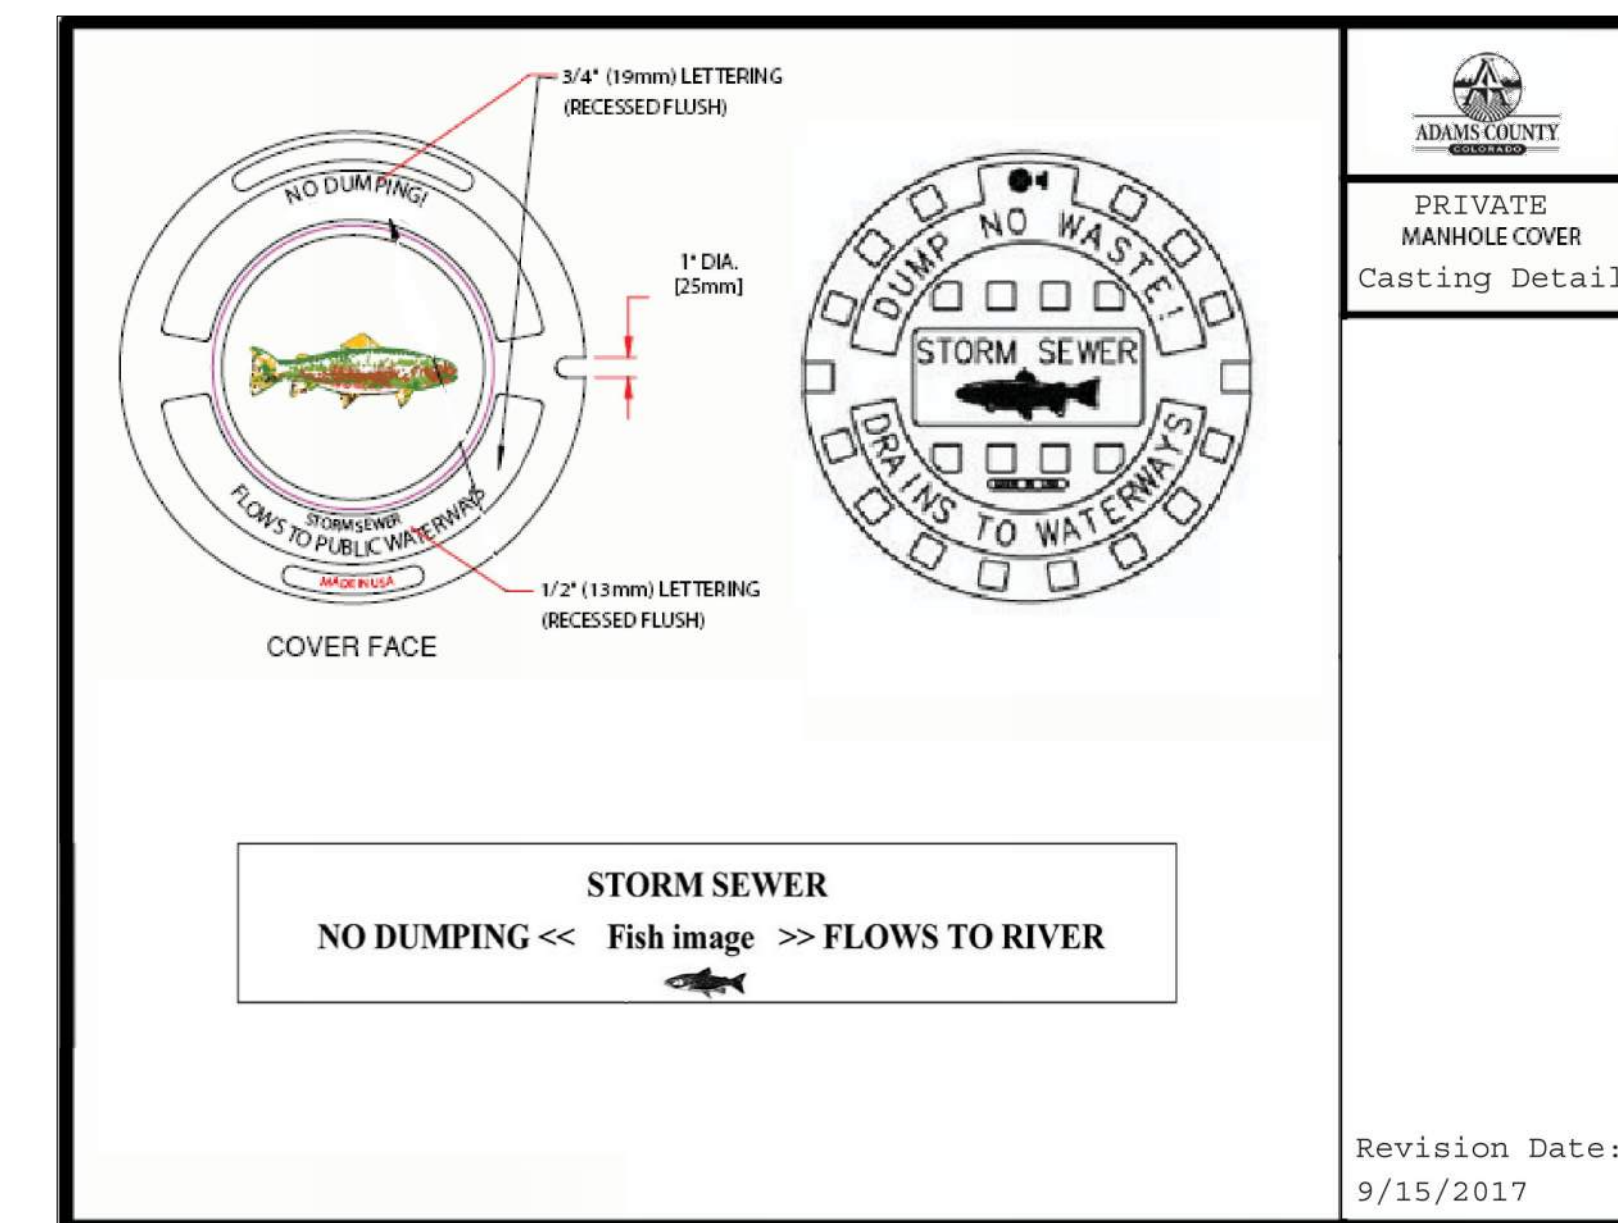 3/4" (19mm) LETTERING
(RECESSED FLUSH)
NO DUMPING!
1" DIA.
[25mm]
STORM SEWER
FLOWS TO PUBLIC WATERWAYS
MADE IN USA
1/2" (13mm) LETTERING
(RECESSED FLUSH)
COVER FACE
DUMP NO WASTE!
STORM SEWER
DRAINS TO WATERWAYS
STORM SEWER
NO DUMPING << Fish image >> FLOWS TO RIVER
ADAMS COUNTY
COLORADO
PRIVATE
MANHOLE COVER
Casting Detail
Revision Date:
9/15/2017